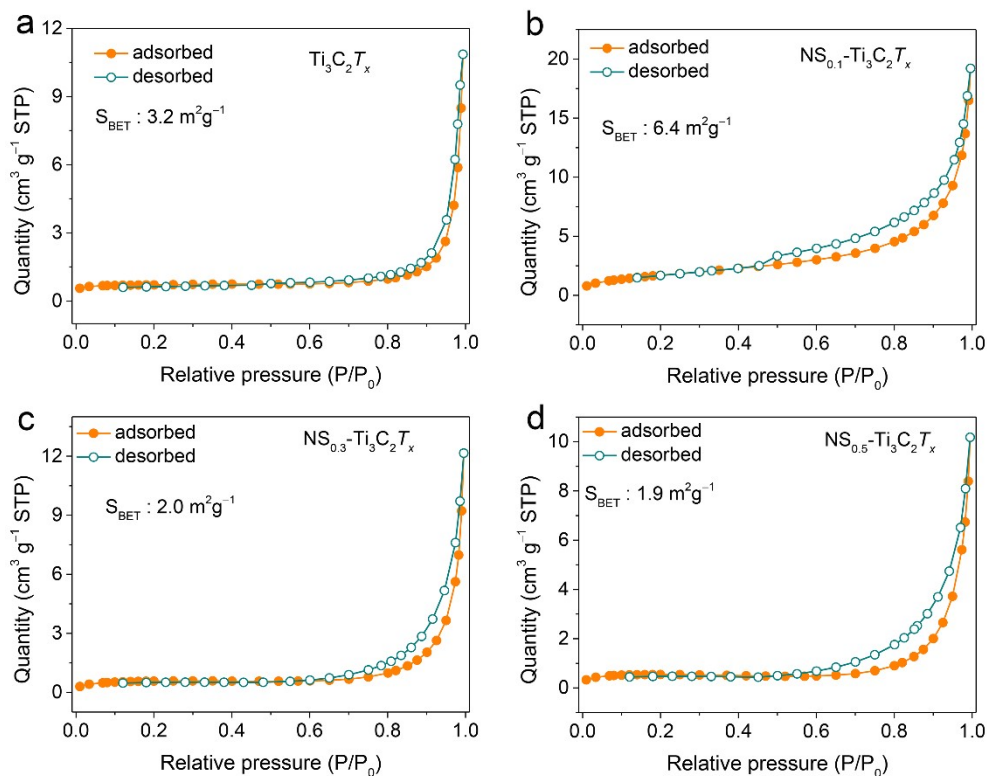 a
12
9
6
3
0
Quantity (cm³ g⁻¹ STP)
adsorbed
desorbed
Ti₃C₂Tₓ
S_BET : 3.2 m²g⁻¹
0.0 0.2 0.4 0.6 0.8 1.0
Relative pressure (P/P₀)
b
20
15
10
5
0
Quantity (cm³ g⁻¹ STP)
adsorbed
desorbed
NS₀.₁-Ti₃C₂Tₓ
S_BET : 6.4 m²g⁻¹
0.0 0.2 0.4 0.6 0.8 1.0
Relative pressure (P/P₀)
c
12
9
6
3
0
Quantity (cm³ g⁻¹ STP)
adsorbed
desorbed
NS₀.₃-Ti₃C₂Tₓ
S_BET : 2.0 m²g⁻¹
0.0 0.2 0.4 0.6 0.8 1.0
Relative pressure (P/P₀)
d
10
8
6
4
2
0
Quantity (cm³ g⁻¹ STP)
adsorbed
desorbed
NS₀.₅-Ti₃C₂Tₓ
S_BET : 1.9 m²g⁻¹
0.0 0.2 0.4 0.6 0.8 1.0
Relative pressure (P/P₀)